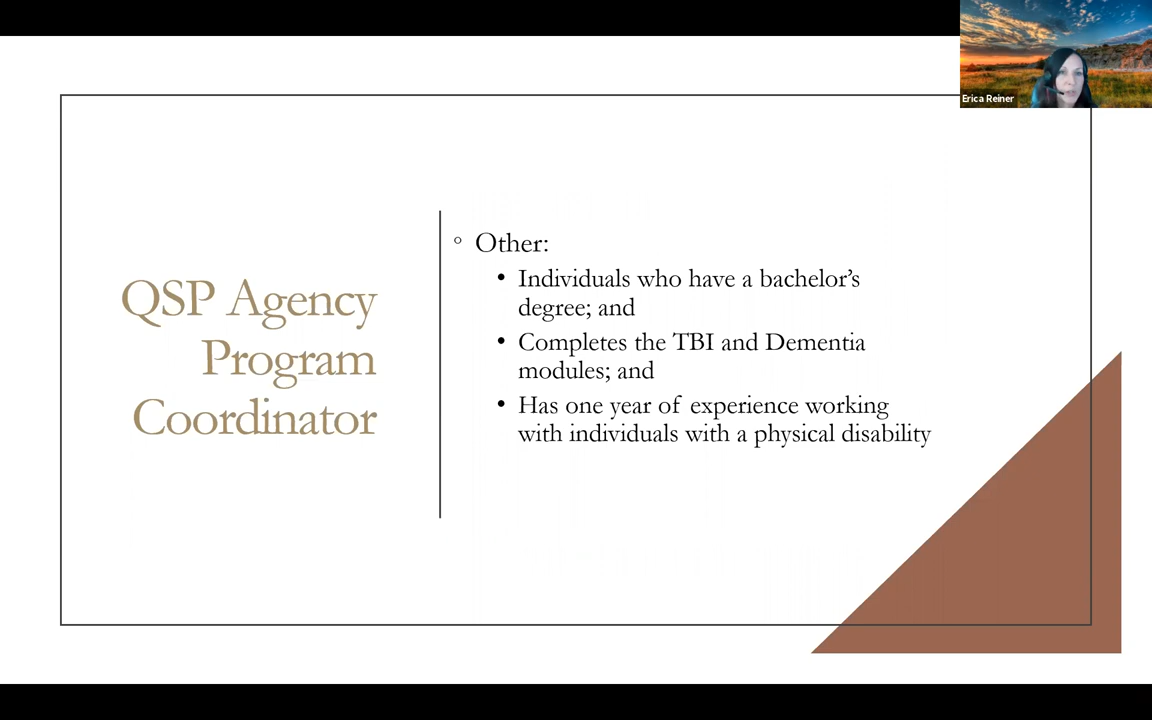 Erica Reiner
QSP Agency
Program
Coordinator
° Other:
• Individuals who have a bachelor's
degree; and
• Completes the TBI and Dementia
modules; and
• Has one year of experience working
with individuals with a physical disability